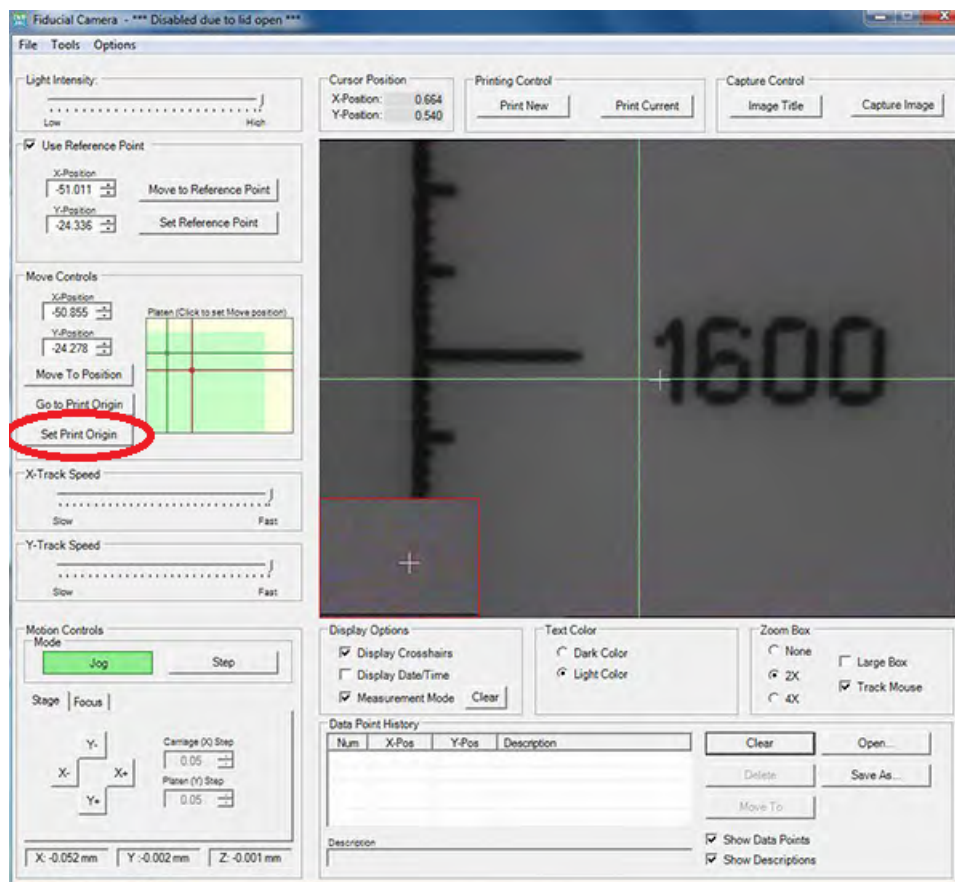 Fiducial Camera - *** Disabled due to lid open ***
File Tools Options
Light Intensity:
Low High
Cursor Position
X-Position: 0.664
Y-Position: 0.540
Printing Control
Print New Print Current
Capture Control
Image Title Capture Image
Use Reference Point
X-Position
-51.011 Move to Reference Point
Y-Position
-24.336 Set Reference Point
Move Controls
X-Position
-50.855
Y-Position
-24.278
Platen (Click to set Move position)
Move To Position
Go to Print Origin
Set Print Origin
1600
X-Track Speed
Slow Fast
Y-Track Speed
Slow Fast
Motion Controls
Mode
Jog Step
Stage Focus
Y-
X- X+
Y+
Carriage (X) Step
0.05
Platen (Y) Step
0.05
X: -0.052 mm Y :-0.002 mm Z: -0.001 mm
Display Options
Display Crosshairs
Display Date/Time
Measurement Mode Clear
Text Color
Dark Color
Light Color
Zoom Box
None
2X
4X
Large Box
Track Mouse
Data Point History
Num X-Pos Y-Pos Description
Clear Open...
Delete Save As...
Move To
Description
Show Data Points
Show Descriptions